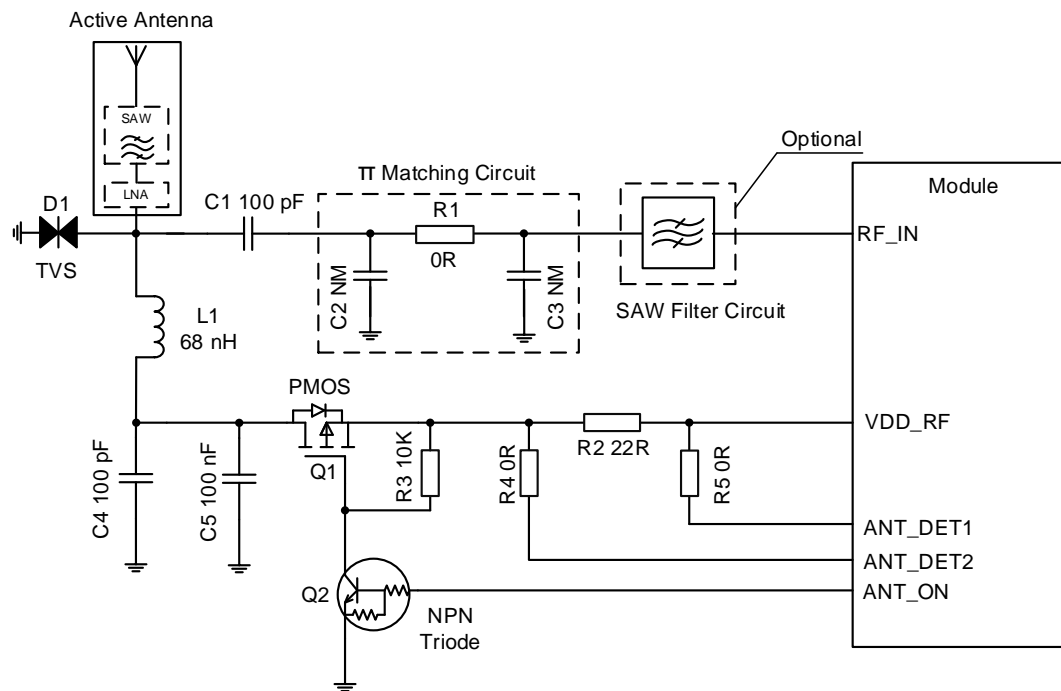 Active Antenna
SAW
LNA
D1
TVS
C1 100 pF
π Matching Circuit
R1
0R
C2 NM
C3 NM
Optional
SAW Filter Circuit
Module
RF_IN
L1
68 nH
PMOS
Q1
C4 100 pF
C5 100 nF
R3 10K
R4 0R
R2 22R
R5 0R
VDD_RF
ANT_DET1
ANT_DET2
ANT_ON
Q2
NPN
Triode